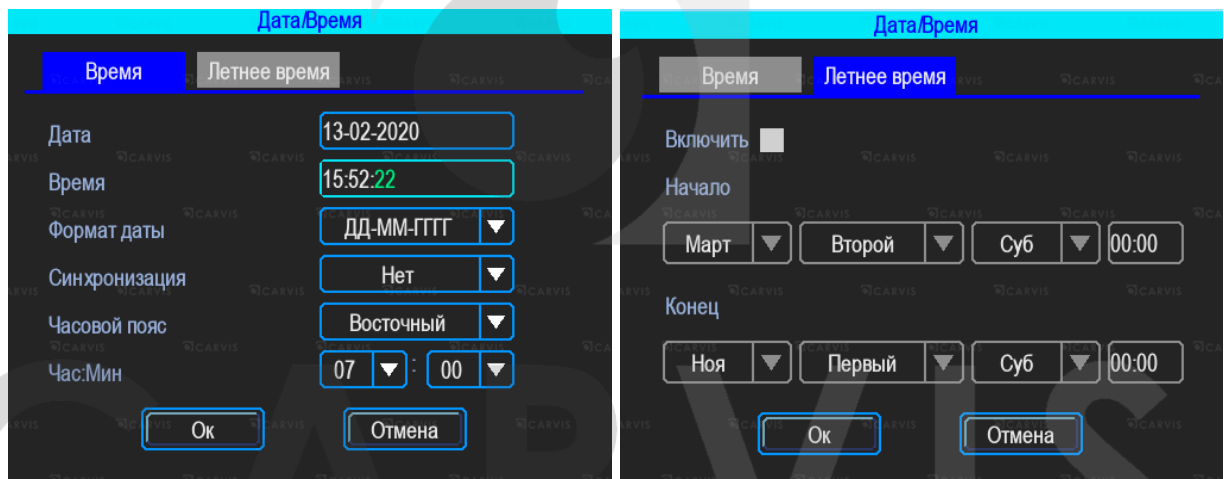 Дата/Время
Время Летнее время
Дата 13-02-2020
Время 15:52:22
Формат даты ДД-ММ-ГГГГ
Синхронизация Нет
Часовой пояс Восточный
Час:Мин 07 : 00
Ок Отмена
Дата/Время
Время Летнее время
Включить
Начало
Март Второй Суб 00:00
Конец
Ноя Первый Суб 00:00
Ок Отмена
CARVIS